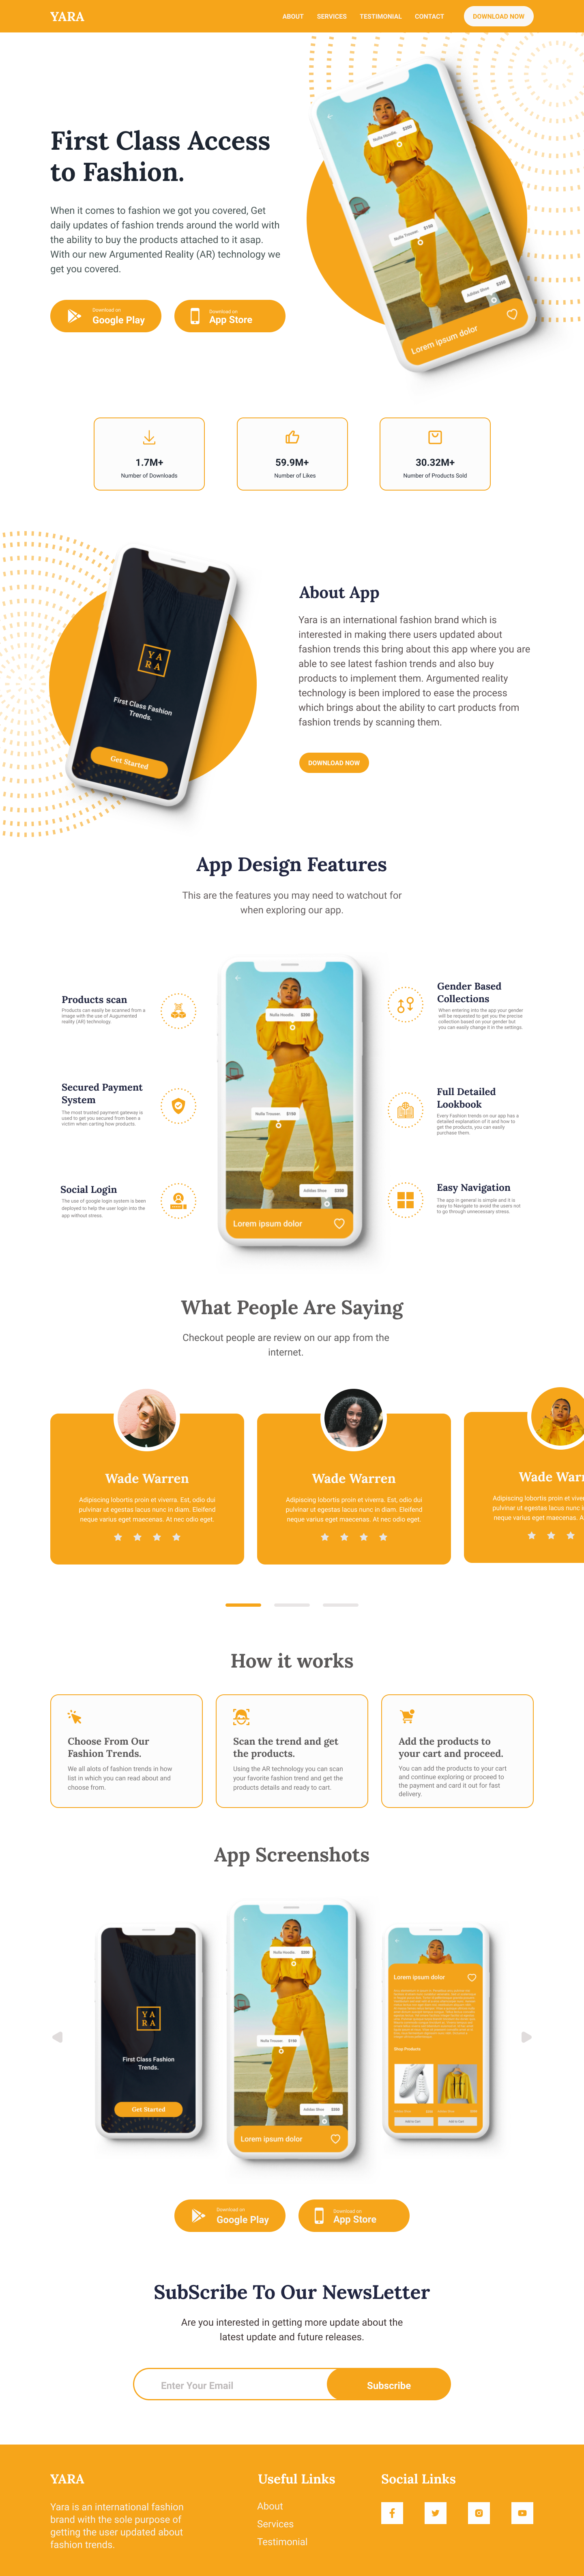 YARA
ABOUT
SERVICES
TESTIMONIAL
CONTACT
DOWNLOAD NOW
First Class Access
to Fashion.
When it comes to fashion we got you covered, Get
daily updates of fashion trends around the world with
the ability to buy the products attached to it asap.
With our new Argumented Reality (AR) technology we
get you covered.
Download on
Google Play
Download on
App Store
Nulla Hoodie. $200
Nulla Trouser. $150
Adidas Shoe $350
Lorem ipsum dolor
1.7M+
Number of Downloads
59.9M+
Number of Likes
30.32M+
Number of Products Sold
YA
RA
First Class Fashion
Trends.
Get Started
About App
Yara is an international fashion brand which is
interested in making there users updated about
fashion trends this bring about this app where you are
able to see latest fashion trends and also buy
products to implement them. Argumented reality
technology is been implored to ease the process
which brings about the ability to cart products from
fashion trends by scanning them.
DOWNLOAD NOW
App Design Features
This are the features you may need to watchout for
when exploring our app.
Products scan
Products can easily be scanned from a
image with the use of Augumented
reality (AR) technology
Secured Payment
System
The most trusted payment gateway is
used to get you secured from been a
victim when carting how products.
Social Login
The use of google login system is been
deployed to help the user login into the
app without stress.
Nulla Hoodie. $200
Nulla Trouser. $150
Adidas Shoe $350
Lorem ipsum dolor
Gender Based
Collections
When entering into the app your gender
will be requested to get you the precise
collection based on your gender but
you can easily change it in the settings.
Full Detailed
Lookbook
Every Fashion trends on our app has a
detailed explanation of it and how to
get the products, you can easily
purchase them.
Easy Navigation
The app in general is simple and it is
easy to Navigate to avoid the users not
to go through unnecessary stress
What People Are Saying
Checkout people are review on our app from the
internet.
Wade Warren
Adipiscing lobortis proin et viverra. Est, odio dui
pulvinar ut egestas lacus nunc in diam. Eleifend
neque varius eget maecenas. At nec odio eget.
Wade Warren
Adipiscing lobortis proin et viverra. Est, odio dui
pulvinar ut egestas lacus nunc in diam. Eleifend
neque varius eget maecenas. At nec odio eget.
Wade Warr
Adipiscing lobortis proin et
pulvinar ut egestas lacus nunc
neque varius eget maecenas. A
How it works
Choose From Our
Fashion Trends.
We all alots of fashion trends in how
list in which you can read about and
choose from.
Scan the trend and get
the products.
Using the AR technology you can scan
your favorite fashion trend and get the
products details and ready to cart.
Add the products to
your cart and proceed.
You can add the products to your cart
and continue exploring or proceed to
the payment and card it out for fast
delivery.
App Screenshots
YA
RA
First Class Fashion
Trends.
Get Started
Nulla Hoodie. $200
Nulla Trouser. $150
Adidas Shoe $350
Lorem ipsum dolor
Lorem ipsum dolor
Shop Products
Add to Cart
Add to Cart
Download on
Google Play
Download on
App Store
SubScribe To Our NewsLetter
Are you interested in getting more update about the
latest update and future releases.
Enter Your Email
Subscribe
YARA
Yara is an international fashion
brand with the sole purpose of
getting the user updated about
fashion trends.
Useful Links
About
Services
Testimonial
Social Links